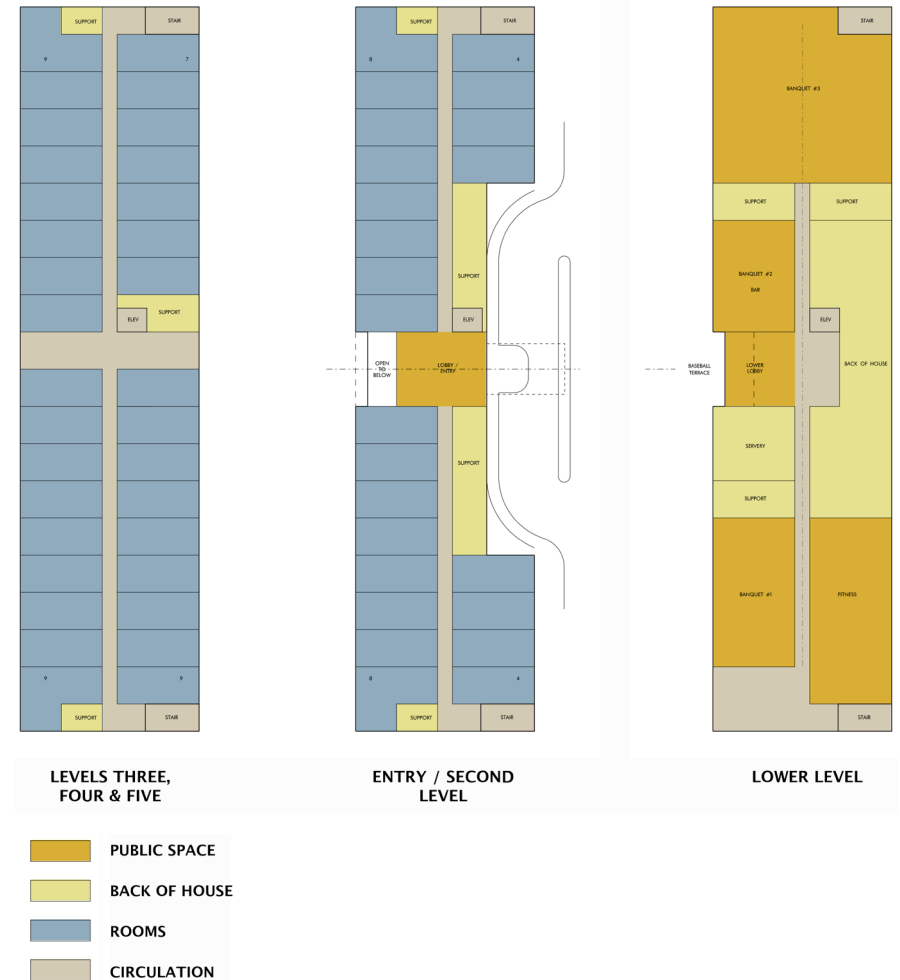 SUPPORT
STAIR
9
7
ELEV
SUPPORT
9
9
SUPPORT
STAIR
LEVELS THREE,
FOUR & FIVE
SUPPORT
STAIR
8
4
SUPPORT
ELEV
OPEN
TO
BELOW
LOBBY /
ENTRY
SUPPORT
8
4
SUPPORT
STAIR
ENTRY / SECOND
LEVEL
STAIR
BANQUET #3
SUPPORT
SUPPORT
BANQUET #2
BAR
ELEV
BASEBALL
TERRACE
LOWER
LOBBY
BACK OF HOUSE
SERVERY
SUPPORT
BANQUET #1
FITNESS
STAIR
LOWER LEVEL
PUBLIC SPACE
BACK OF HOUSE
ROOMS
CIRCULATION